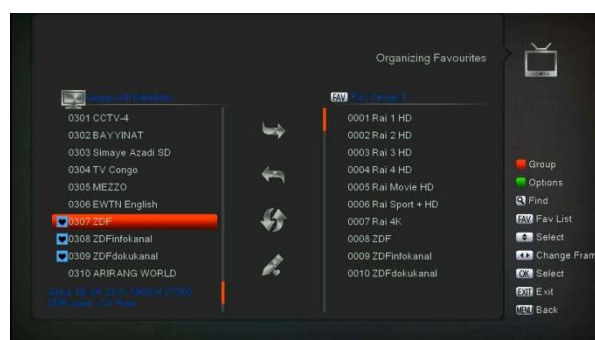 Organizing Favourites
FAV
0301 CCTV-4
0302 BAYYINAT
0303 Simaye Azadi SD
0304 TV Congo
0305 MEZZO
0306 EWTN English
0307 ZDF
0308 ZDFinfokanal
0309 ZDFdokukanal
0310 ARIRANG WORLD
0001 Rai 1 HD
0002 Rai 2 HD
0003 Rai 3 HD
0004 Rai 4 HD
0005 Rai Movie HD
0006 Rai Sport + HD
0007 Rai 4K
0008 ZDF
0009 ZDFinfokanal
0010 ZDFdokukanal
Group
Options
Find
FAV Fav List
Select
Change Fram
OK Select
EXIT Exit
MENU Back